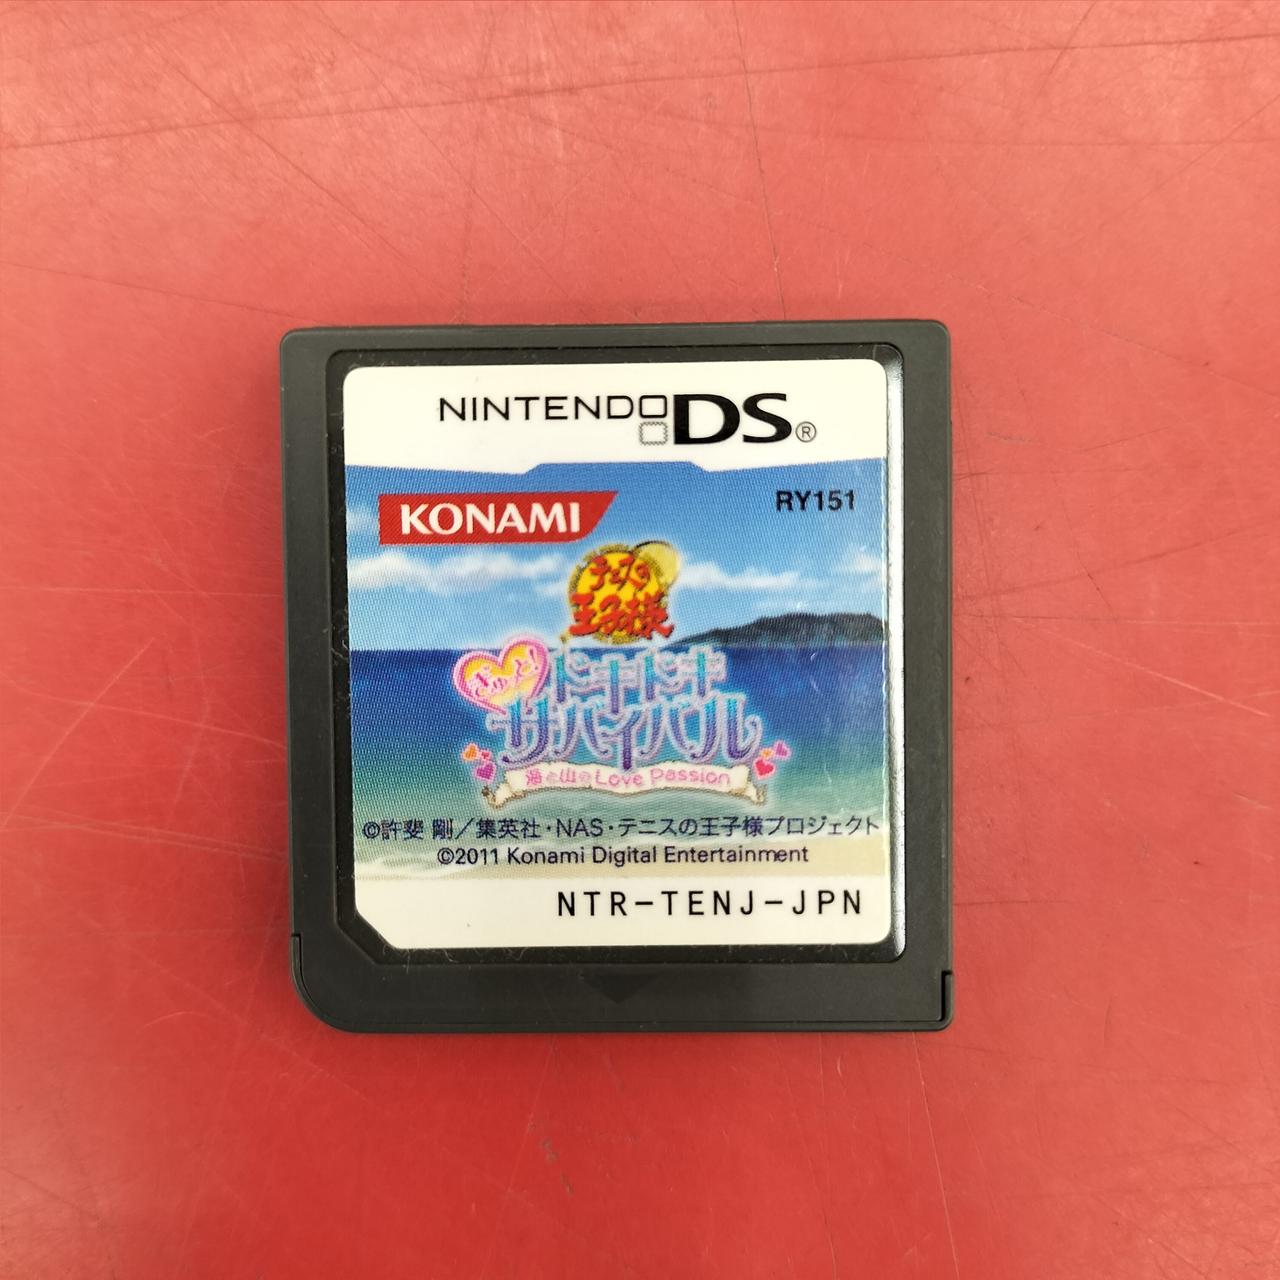 NINTENDO DS®
KONAMI
RY151
テニスの
王子様
ぎゅっと!
ドキドキ
サバイバル
海と山のLove Passion
©許斐 剛／集英社・NAS・テニスの王子様プロジェクト
©2011 Konami Digital Entertainment
NTR-TENJ-JPN